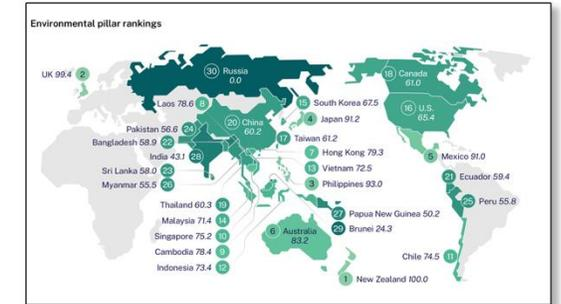 Environmental pillar rankings
UK 99.4 2
30 Russia
0.0
18 Canada
61.0
Laos 78.6 8
15 South Korea 67.5
20 China
60.2
4 Japan 91.2
16 U.S.
65.4
Pakistan 56.6 24
17 Taiwan 61.2
Bangladesh 58.9 22
7 Hong Kong 79.3
India 43.1 28
5 Mexico 91.0
13 Vietnam 72.5
Sri Lanka 58.0 23
3 Philippines 93.0
21 Ecuador 59.4
Myanmar 55.5 26
25 Peru 55.8
Thailand 60.3 19
27 Papua New Guinea 50.2
Malaysia 71.4 14
29 Brunei 24.3
6 Australia
83.2
Singapore 75.2 10
Cambodia 78.4 9
Chile 74.5 11
Indonesia 73.4 12
1 New Zealand 100.0